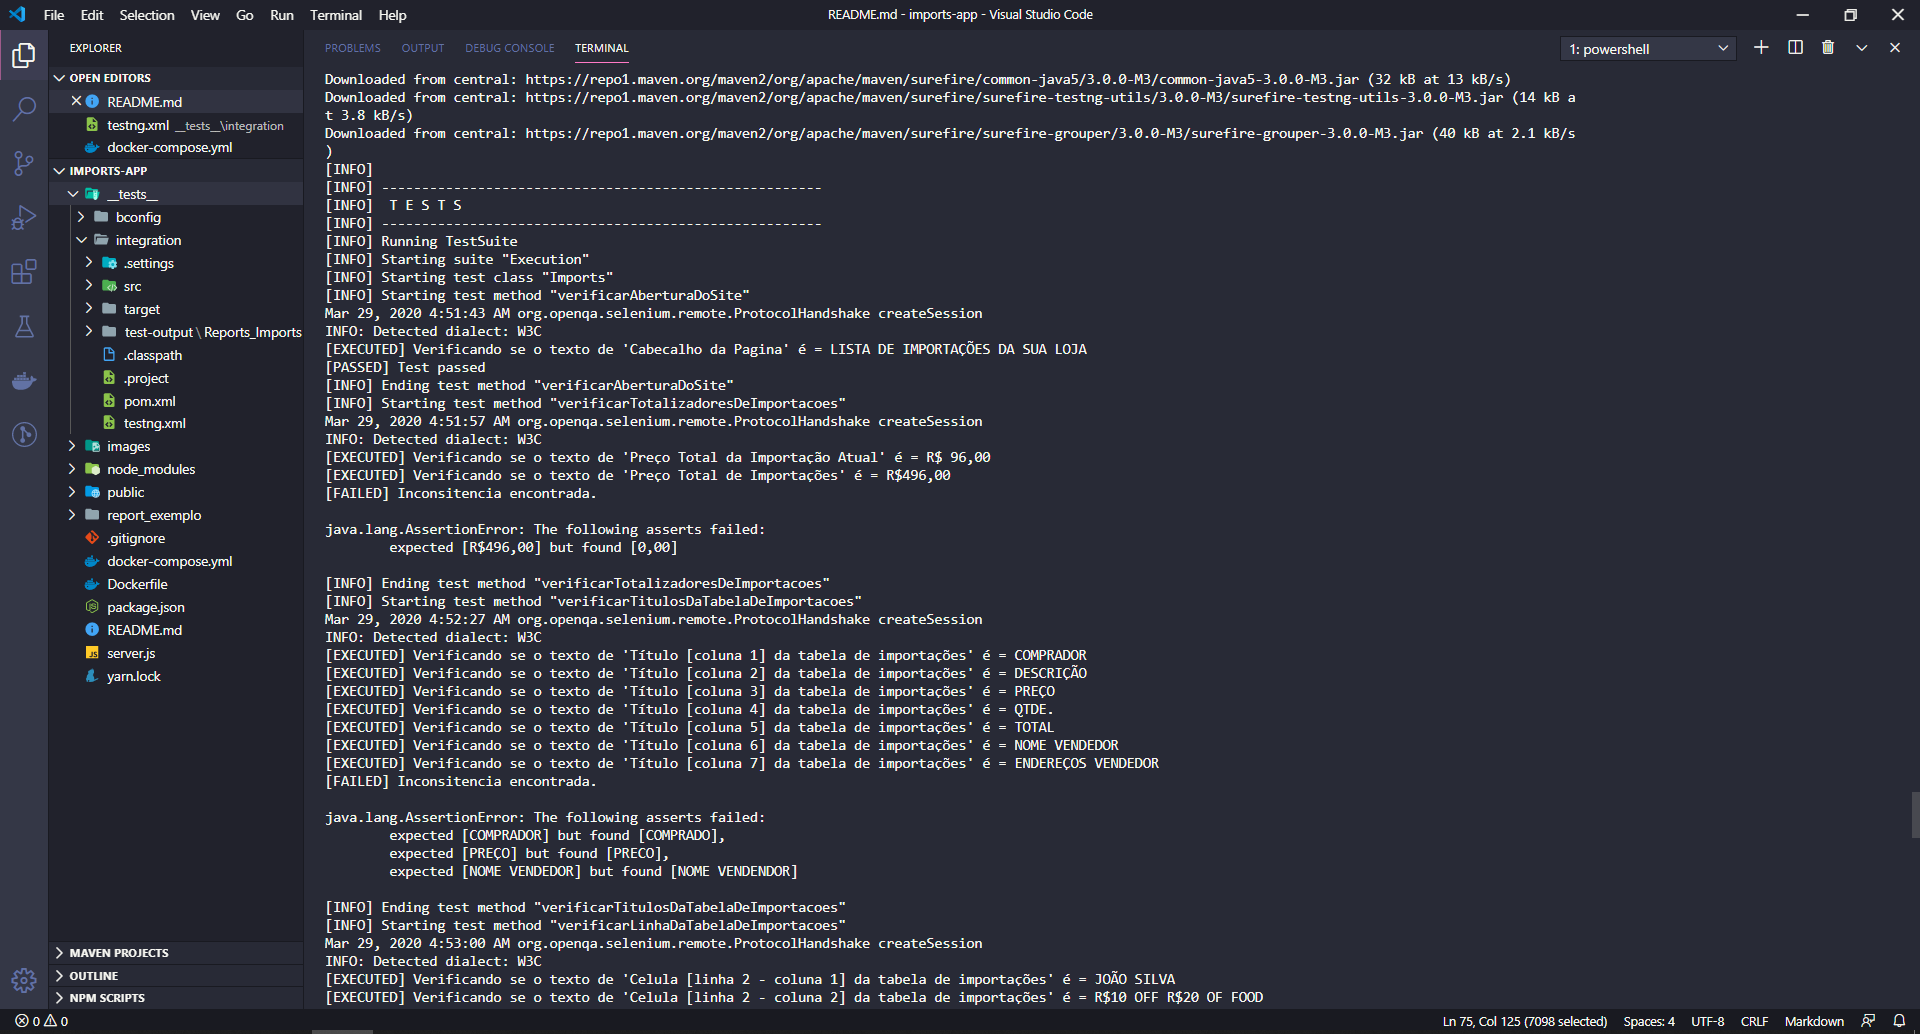 File Edit Selection View Go Run Terminal Help
README.md - imports-app - Visual Studio Code
EXPLORER
OPEN EDITORS
README.md
testng.xml __tests__\integration
docker-compose.yml
IMPORTS-APP
__tests__
bconfig
integration
.settings
src
target
test-output \ Reports_Imports
.classpath
.project
pom.xml
testng.xml
images
node_modules
public
report_exemplo
.gitignore
docker-compose.yml
Dockerfile
package.json
README.md
server.js
yarn.lock
MAVEN PROJECTS
OUTLINE
NPM SCRIPTS
PROBLEMS OUTPUT DEBUG CONSOLE TERMINAL
1: powershell
Downloaded from central: https://repo1.maven.org/maven2/org/apache/maven/surefire/common-java5/3.0.0-M3/common-java5-3.0.0-M3.jar (32 kB at 13 kB/s)
Downloaded from central: https://repo1.maven.org/maven2/org/apache/maven/surefire/surefire-testng-utils/3.0.0-M3/surefire-testng-utils-3.0.0-M3.jar (14 kB a
t 3.8 kB/s)
Downloaded from central: https://repo1.maven.org/maven2/org/apache/maven/surefire/surefire-grouper/3.0.0-M3/surefire-grouper-3.0.0-M3.jar (40 kB at 2.1 kB/s
)
[INFO]
[INFO] -------------------------------------------------------
[INFO]  T E S T S
[INFO] -------------------------------------------------------
[INFO] Running TestSuite
[INFO] Starting suite "Execution"
[INFO] Starting test class "Imports"
[INFO] Starting test method "verificarAberturaDoSite"
Mar 29, 2020 4:51:43 AM org.openqa.selenium.remote.ProtocolHandshake createSession
INFO: Detected dialect: W3C
[EXECUTED] Verificando se o texto de 'Cabecalho da Pagina' é = LISTA DE IMPORTAÇÕES DA SUA LOJA
[PASSED] Test passed
[INFO] Ending test method "verificarAberturaDoSite"
[INFO] Starting test method "verificarTotalizadoresDeImportacoes"
Mar 29, 2020 4:51:57 AM org.openqa.selenium.remote.ProtocolHandshake createSession
INFO: Detected dialect: W3C
[EXECUTED] Verificando se o texto de 'Preço Total da Importação Atual' é = R$ 96,00
[EXECUTED] Verificando se o texto de 'Preço Total de Importações' é = R$496,00
[FAILED] Inconsitencia encontrada.
java.lang.AssertionError: The following asserts failed:
expected [R$496,00] but found [0,00]
[INFO] Ending test method "verificarTotalizadoresDeImportacoes"
[INFO] Starting test method "verificarTitulosDaTabelaDeImportacoes"
Mar 29, 2020 4:52:27 AM org.openqa.selenium.remote.ProtocolHandshake createSession
INFO: Detected dialect: W3C
[EXECUTED] Verificando se o texto de 'Título [coluna 1] da tabela de importações' é = COMPRADOR
[EXECUTED] Verificando se o texto de 'Título [coluna 2] da tabela de importações' é = DESCRIÇÃO
[EXECUTED] Verificando se o texto de 'Título [coluna 3] da tabela de importações' é = PREÇO
[EXECUTED] Verificando se o texto de 'Título [coluna 4] da tabela de importações' é = QTDE.
[EXECUTED] Verificando se o texto de 'Título [coluna 5] da tabela de importações' é = TOTAL
[EXECUTED] Verificando se o texto de 'Título [coluna 6] da tabela de importações' é = NOME VENDEDOR
[EXECUTED] Verificando se o texto de 'Título [coluna 7] da tabela de importações' é = ENDEREÇOS VENDEDOR
[FAILED] Inconsitencia encontrada.
java.lang.AssertionError: The following asserts failed:
expected [COMPRADOR] but found [COMPRADO],
expected [PREÇO] but found [PRECO],
expected [NOME VENDEDOR] but found [NOME VENDENDOR]
[INFO] Ending test method "verificarTitulosDaTabelaDeImportacoes"
[INFO] Starting test method "verificarLinhaDaTabelaDeImportacoes"
Mar 29, 2020 4:53:00 AM org.openqa.selenium.remote.ProtocolHandshake createSession
INFO: Detected dialect: W3C
[EXECUTED] Verificando se o texto de 'Celula [linha 2 - coluna 1] da tabela de importações' é = JOÃO SILVA
[EXECUTED] Verificando se o texto de 'Celula [linha 2 - coluna 2] da tabela de importações' é = R$10 OFF R$20 OF FOOD
0 0
Ln 75, Col 125 (7098 selected) Spaces: 4 UTF-8 CRLF Markdown